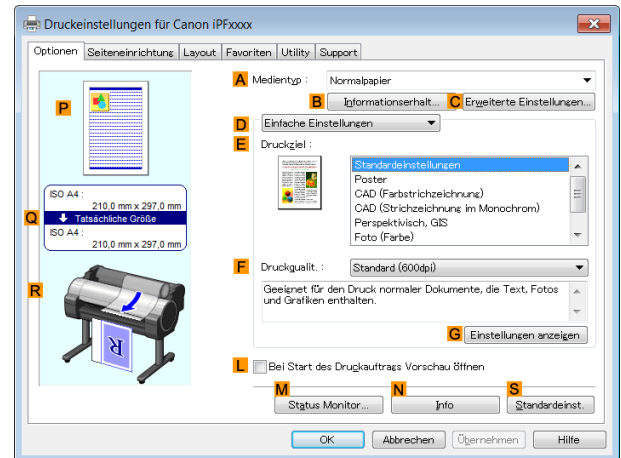 Druckeinstellungen für Canon iPFxxxx
Optionen Seiteneinrichtung Layout Favoriten Utility Support
A Medientyp : Normalpapier
B Informationserhalt... C Erweiterte Einstellungen...
P
D Einfache Einstellungen
E Druckziel :
Standardeinstellungen
Poster
CAD (Farbstrichzeichnung)
CAD (Strichzeichnung im Monochrom)
Perspektivisch, GIS
Foto (Farbe)
ISO A4 :
210,0 mm x 297,0 mm
Q Tatsächliche Größe
ISO A4 :
210,0 mm x 297,0 mm
F Druckqualit. : Standard (600dpi)
Geeignet für den Druck normaler Dokumente, die Text, Fotos
und Grafiken enthalten.
R
G Einstellungen anzeigen
R
L Bei Start des Druckauftrags Vorschau öffnen
M Status Monitor... N Info S Standardeinst.
OK Abbrechen Übernehmen Hilfe